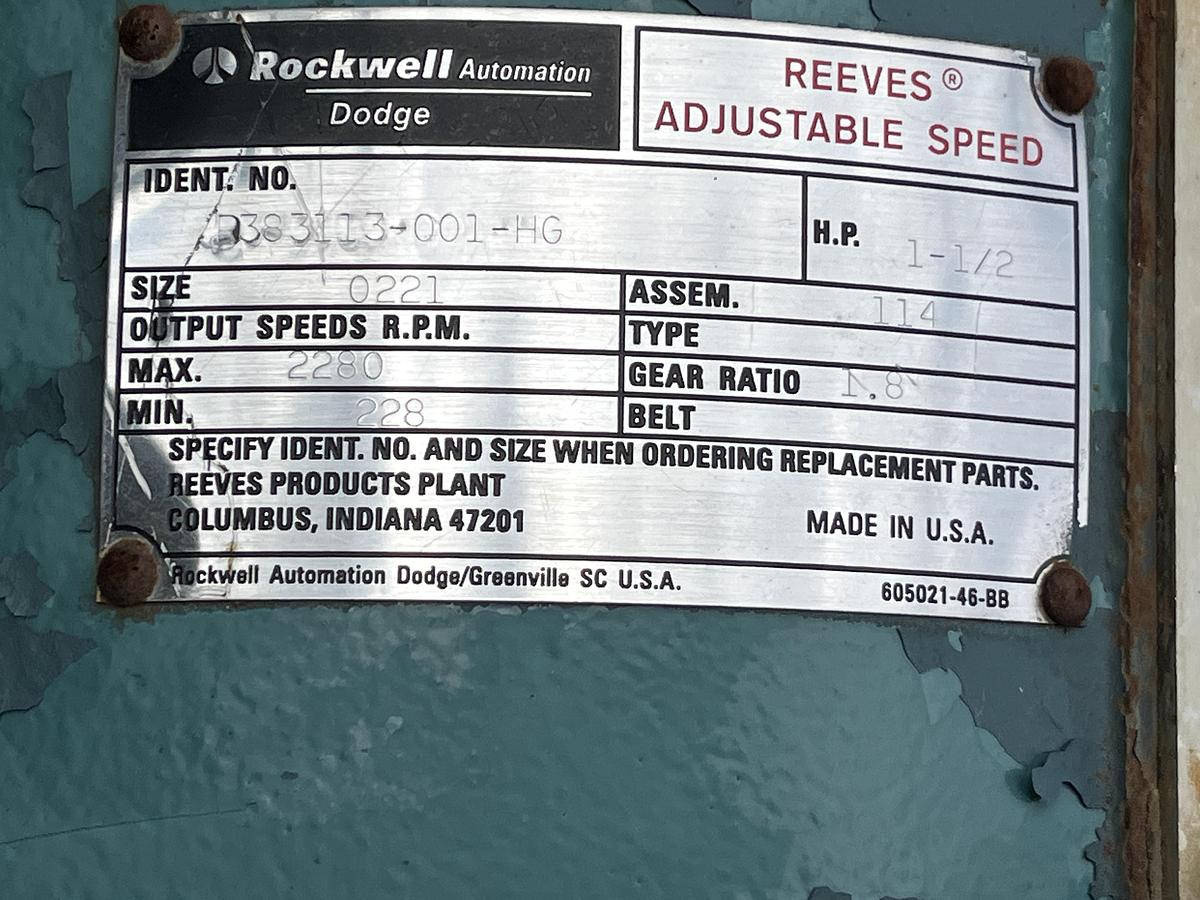 Rockwell Automation
Dodge
REEVES®
ADJUSTABLE SPEED
IDENT. NO.
383113-001-HG
H.P. 1-1/2
SIZE 0221
ASSEM. 114
OUTPUT SPEEDS R.P.M.
TYPE
MAX. 2280
GEAR RATIO 1.8
MIN. 228
BELT
SPECIFY IDENT. NO. AND SIZE WHEN ORDERING REPLACEMENT PARTS.
REEVES PRODUCTS PLANT
COLUMBUS, INDIANA 47201
MADE IN U.S.A.
Rockwell Automation Dodge/Greenville SC U.S.A.
605021-46-BB